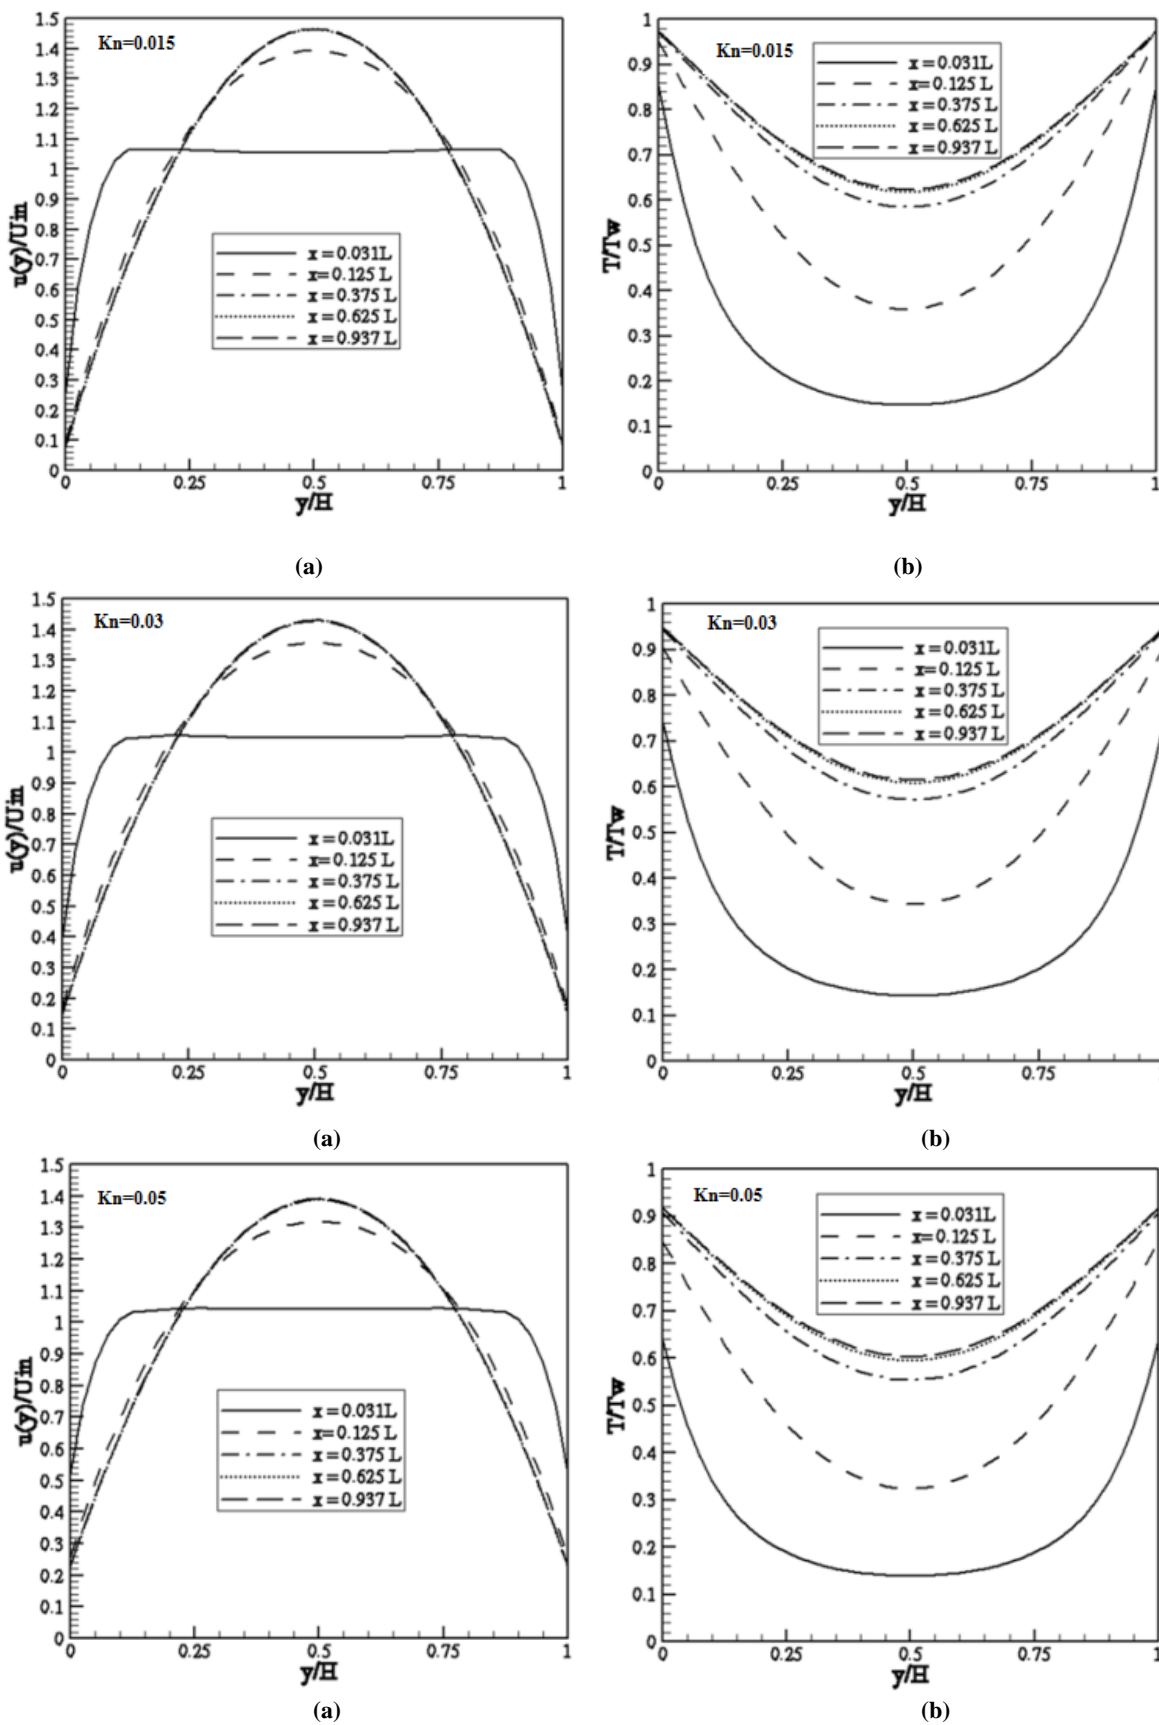 Kn=0.015
1.5
1.4
1.3
1.2
1.1
1
0.9
0.8
0.7
0.6
0.5
0.4
0.3
0.2
0.1
0
u(y)/Uin
x=0.031L
x=0.125 L
x=0.375 L
x=0.625 L
x=0.937 L
0 0.25 0.5 0.75 1
y/H
(a)
Kn=0.015
1
0.9
0.8
0.7
0.6
0.5
0.4
0.3
0.2
0.1
0
T/Tw
x=0.031L
x=0.125 L
x=0.375 L
x=0.625 L
x=0.937 L
0 0.25 0.5 0.75 1
y/H
(b)
Kn=0.03
1.5
1.4
1.3
1.2
1.1
1
0.9
0.8
0.7
0.6
0.5
0.4
0.3
0.2
0.1
0
u(y)/Uin
x=0.031L
x=0.125 L
x=0.375 L
x=0.625 L
x=0.937 L
0 0.25 0.5 0.75 1
y/H
(a)
Kn=0.03
1
0.9
0.8
0.7
0.6
0.5
0.4
0.3
0.2
0.1
0
T/Tw
x=0.031L
x=0.125 L
x=0.375 L
x=0.625 L
x=0.937 L
0 0.25 0.5 0.75 1
y/H
(b)
Kn=0.05
1.5
1.4
1.3
1.2
1.1
1
0.9
0.8
0.7
0.6
0.5
0.4
0.3
0.2
0.1
0
u(y)/Uin
x=0.031L
x=0.125 L
x=0.375 L
x=0.625 L
x=0.937 L
0 0.25 0.5 0.75 1
y/H
(a)
Kn=0.05
1
0.9
0.8
0.7
0.6
0.5
0.4
0.3
0.2
0.1
0
T/Tw
x=0.031L
x=0.125 L
x=0.375 L
x=0.625 L
x=0.937 L
0 0.25 0.5 0.75 1
y/H
(b)